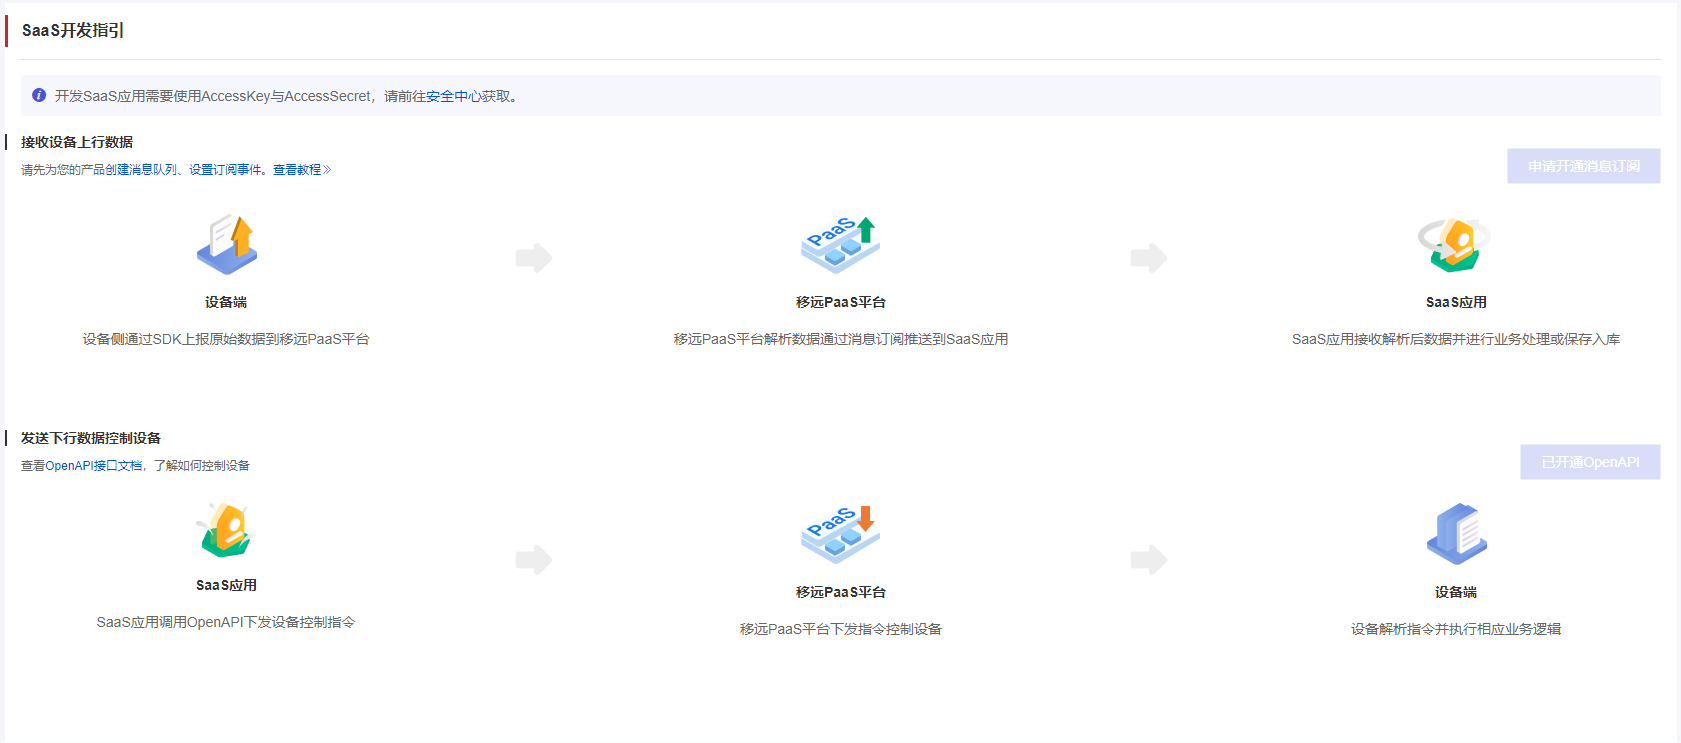 SaaS开发指引
开发SaaS应用需要使用AccessKey与AccessSecret，请前往安全中心获取。
接收设备上行数据
请先为您的产品创建消息队列、设置订阅事件。查看教程
申请开通消息订阅
PaaS
设备端
移远PaaS平台
SaaS应用
设备侧通过SDK上报原始数据到移远PaaS平台
移远PaaS平台解析数据通过消息订阅推送到SaaS应用
SaaS应用接收解析后数据并进行业务处理或保存入库
发送下行数据控制设备
查看OpenAPI接口文档，了解如何控制设备
已开通OpenAPI
PaaS
SaaS应用
移远PaaS平台
设备端
SaaS应用调用OpenAPI下发设备控制指令
移远PaaS平台下发指令控制设备
设备解析指令并执行相应业务逻辑